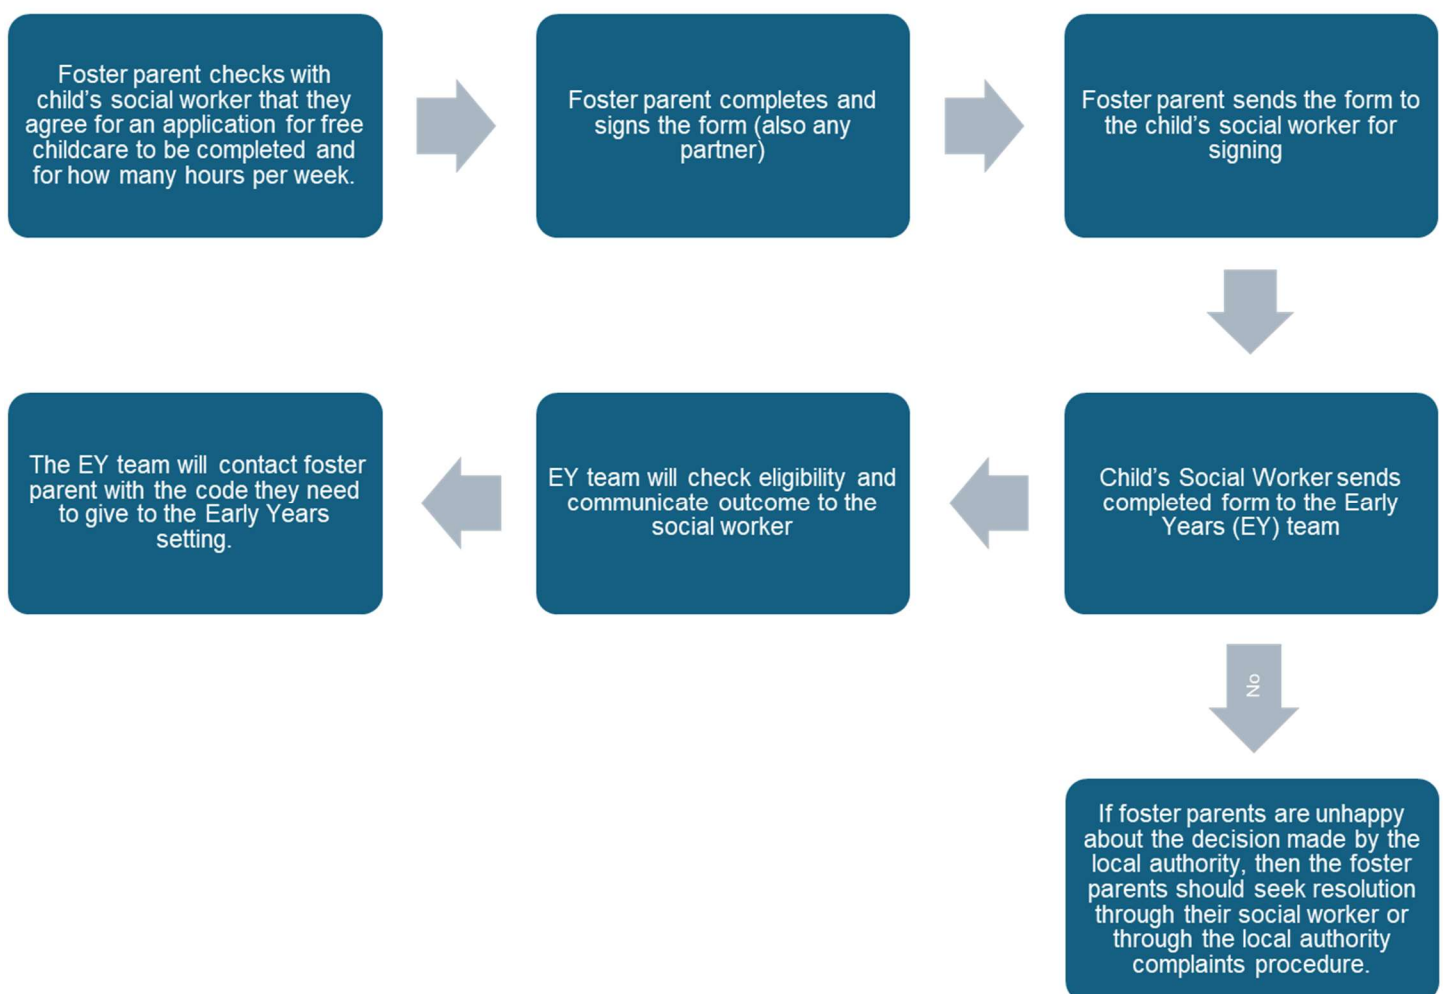 Foster parent checks with
child's social worker that they
agree for an application for free
childcare to be completed and
for how many hours per week.
Foster parent completes and
signs the form (also any
partner)
Foster parent sends the form to
the child's social worker for
signing
Child's Social Worker sends
completed form to the Early
Years (EY) team
EY team will check eligibility and
communicate outcome to the
social worker
The EY team will contact foster
parent with the code they need
to give to the Early Years
setting.
No
If foster parents are unhappy
about the decision made by the
local authority, then the foster
parents should seek resolution
through their social worker or
through the local authority
complaints procedure.